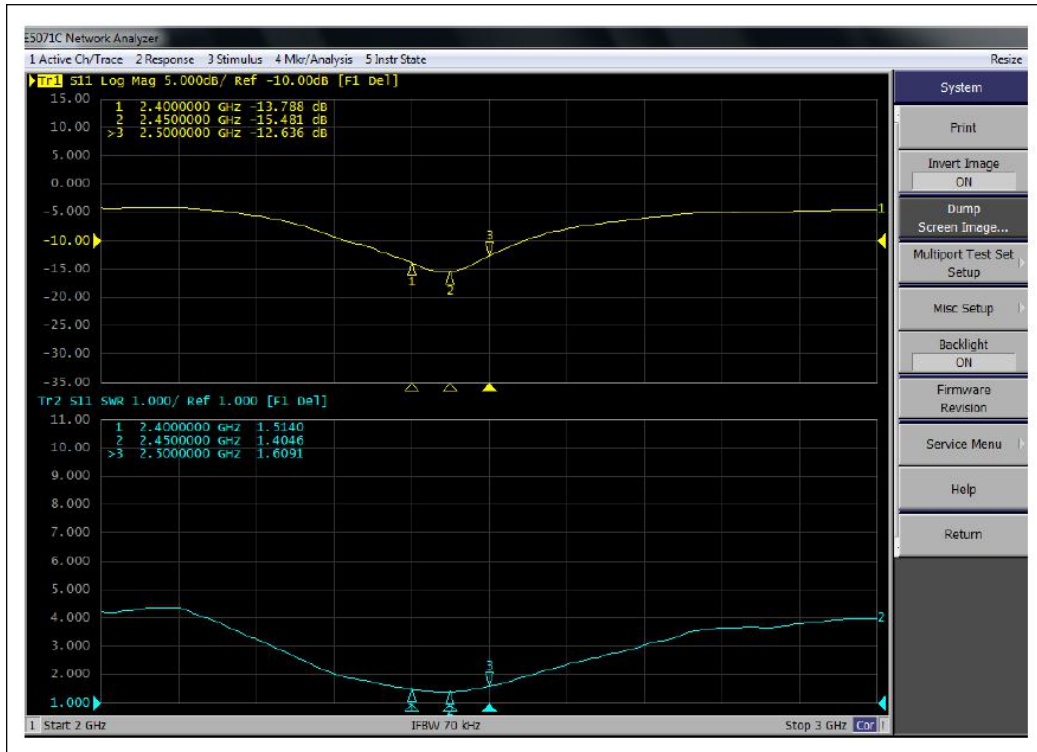 E5071C Network Analyzer
1 Active Ch/Trace 2 Response 3 Stimulus 4 Mkr/Analysis 5 Instr State Resize
Tr1 S11 Log Mag 5.000dB/ Ref -10.00dB [F1 Del]
15.00
1 2.4000000 GHz -13.788 dB
2 2.4500000 GHz -15.481 dB
10.00
>3 2.5000000 GHz -12.636 dB
5.000
0.000
-5.000
1
-10.00
3
-15.00
1
2
-20.00
-25.00
-30.00
-35.00
Tr2 S11 SWR 1.000/ Ref 1.000 [F1 Del]
11.00
1 2.4000000 GHz 1.5140
2 2.4500000 GHz 1.4046
10.00
>3 2.5000000 GHz 1.6091
9.000
8.000
7.000
6.000
5.000
4.000
2
3.000
3
2.000
1.000
1 Start 2 GHz IFBW 70 kHz Stop 3 GHz Cor
System
Print
Invert Image
ON
Dump
Screen Image...
Multiport Test Set
Setup
Misc Setup
Backlight
ON
Firmware
Revision
Service Menu
Help
Return